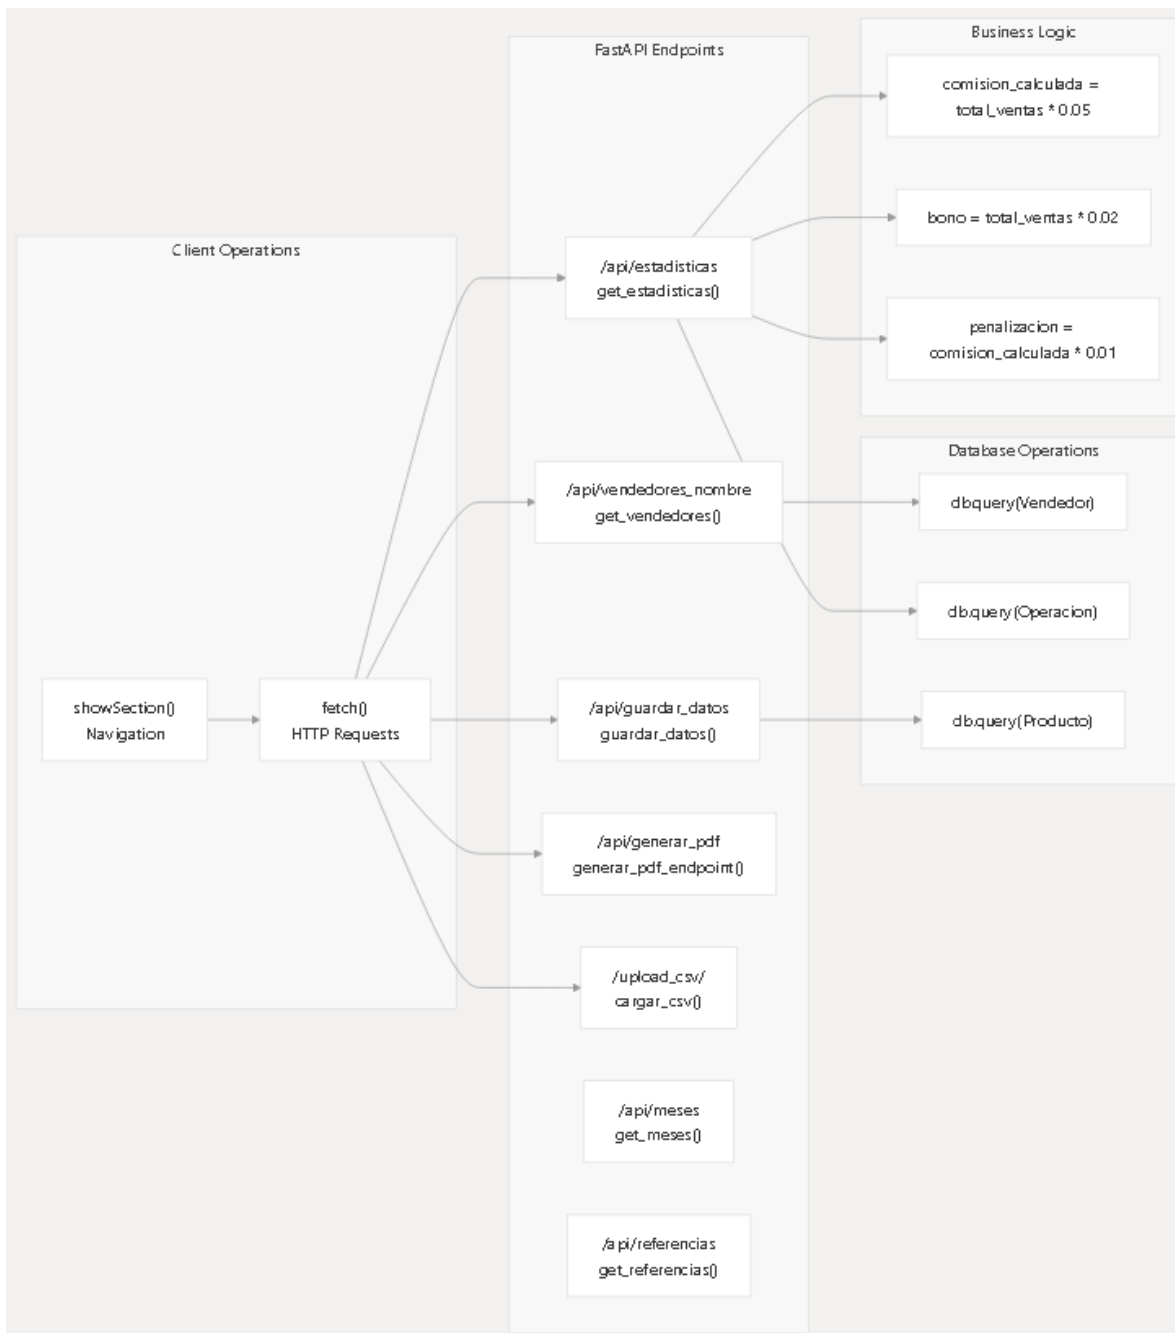 Client Operations
showSection()
Navigation
fetch()
HTTP Requests
FastAPI Endpoints
/api/estadisticas
get_estadisticas()
/api/vendedores_nombre
get_vendedores()
/api/guardar_datos
guardar_datos()
/api/generar_pdf
generar_pdf_endpoint()
/upload_csv/
cargar_csv()
/api/meses
get_meses()
/api/referencias
get_referencias()
Business Logic
comision_calculada =
total_ventas * 0.05
bono = total_ventas * 0.02
penalizacion =
comision_calculada * 0.01
Database Operations
db.query(Vendedor)
db.query(Operacion)
db.query(Producto)